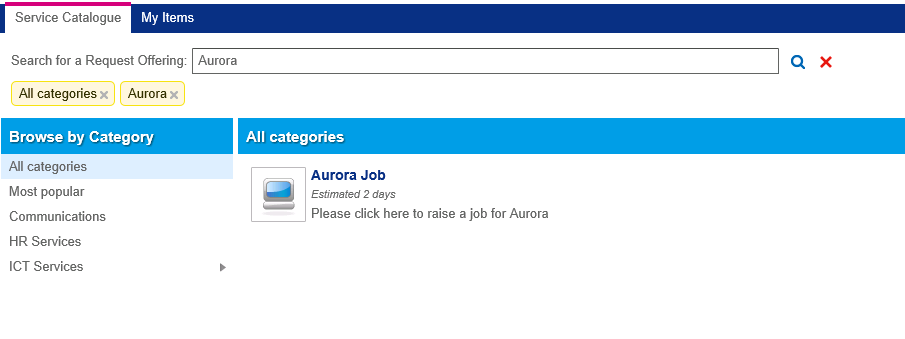 Service Catalogue
My Items
Search for a Request Offering: Aurora
All categories
Aurora
Browse by Category
All categories
Most popular
Communications
HR Services
ICT Services
All categories
Aurora Job
Estimated 2 days
Please click here to raise a job for Aurora